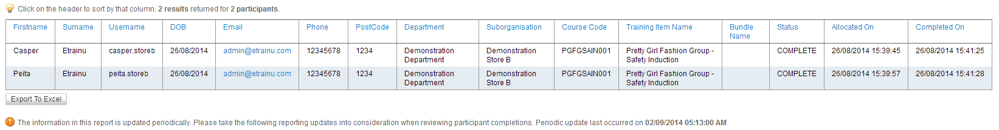 Click on the header to sort by that column. 2 results returned for 2 participants.
Firstname Surname Username DOB Email Phone PostCode Department Suborganisation Course Code Training Item Name Bundle Name Status Allocated On Completed On
Casper Etrainu casper.storeb 26/08/2014 admin@etrainu.com 12345678 1234 Demonstration Department Demonstration Store B PGFGSAIN001 Pretty Girl Fashion Group - Safety Induction COMPLETE 26/08/2014 15:39:45 26/08/2014 15:41:25
Peita Etrainu peita.storeb 26/08/2014 admin@etrainu.com 12345678 1234 Demonstration Department Demonstration Store B PGFGSAIN001 Pretty Girl Fashion Group - Safety Induction COMPLETE 26/08/2014 15:39:57 26/08/2014 15:41:28
Export To Excel
The information in this report is updated periodically. Please take the following reporting updates into consideration when reviewing participant completions. Periodic update last occurred on 02/09/2014 05:13:00 AM